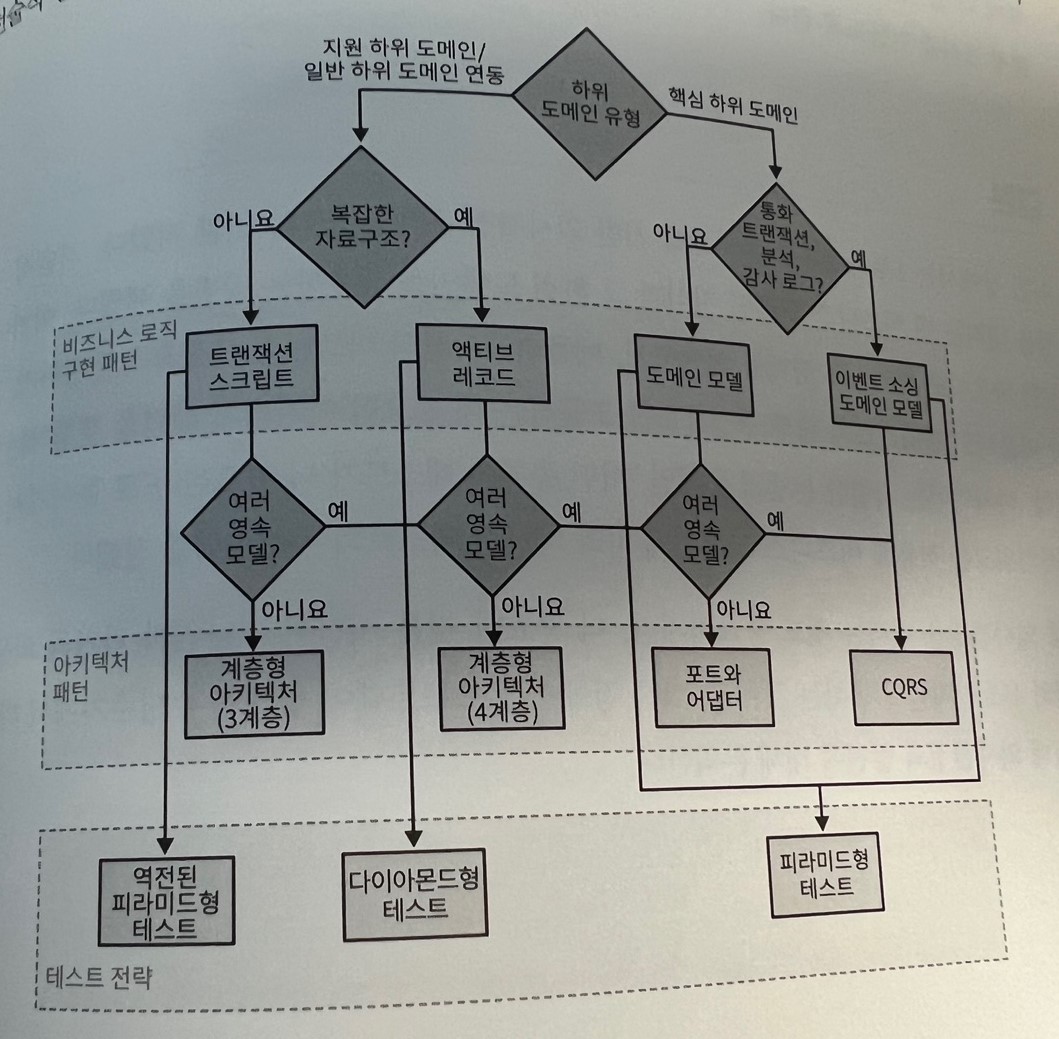 지원 하위 도메인/
일반 하위 도메인 연동
하위
도메인 유형
핵심 하위 도메인
아니요
복잡한
자료구조?
예
아니요
통화
트랜잭션,
분석,
감사 로그?
예
비즈니스 로직
구현 패턴
트랜잭션
스크립트
액티브
레코드
도메인 모델
이벤트 소싱
도메인 모델
여러
영속
모델?
예
여러
영속
모델?
예
여러
영속
모델?
예
아니요
아니요
아니요
아키텍처
패턴
계층형
아키텍처
(3계층)
계층형
아키텍처
(4계층)
포트와
어댑터
CQRS
역전된
피라미드형
테스트
다이아몬드형
테스트
피라미드형
테스트
테스트 전략